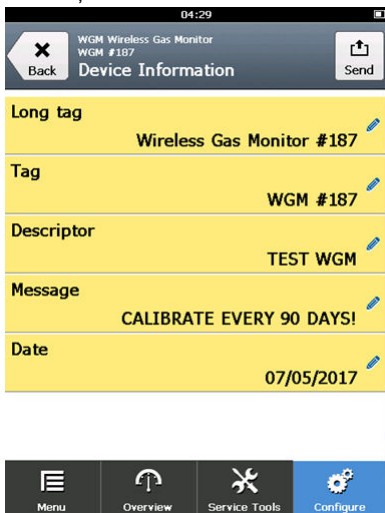 04:29
WGM Wireless Gas Monitor
WGM #187
Back
Device Information
Send
Long tag
Wireless Gas Monitor #187
Tag
WGM #187
Descriptor
TEST WGM
Message
CALIBRATE EVERY 90 DAYS!
Date
07/05/2017
Menu
Overview
Service Tools
Configure